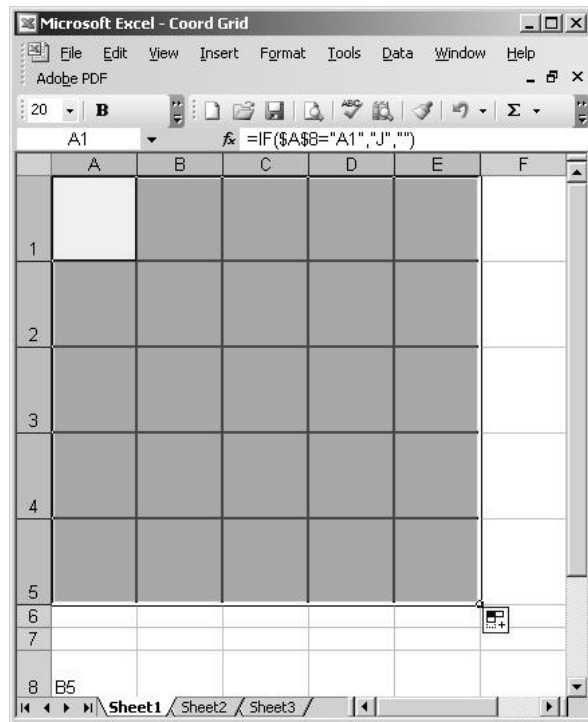 Microsoft Excel - Coord Grid
File Edit View Insert Format Tools Data Window Help
Adobe PDF
20 B ABC Σ
A1 fx =IF($A$8="A1","J","")
A B C D E F
1
2
3
4
5
6
7
8 B5
Sheet1 Sheet2 Sheet3